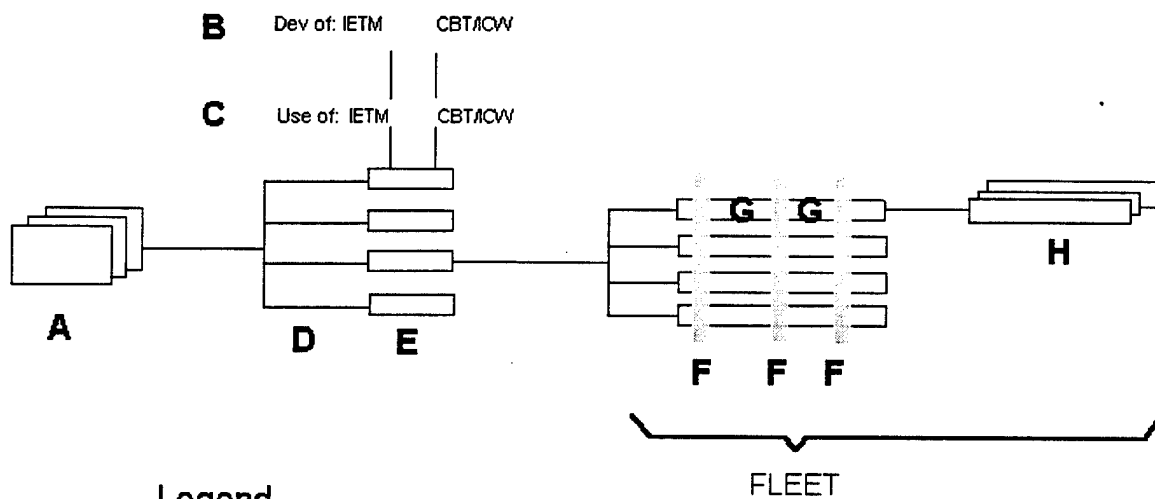 B Dev of: IETM CBT/ICW
C Use of: IETM CBT/ICW
G G
H
A D E
F F F
FLEET
Legend